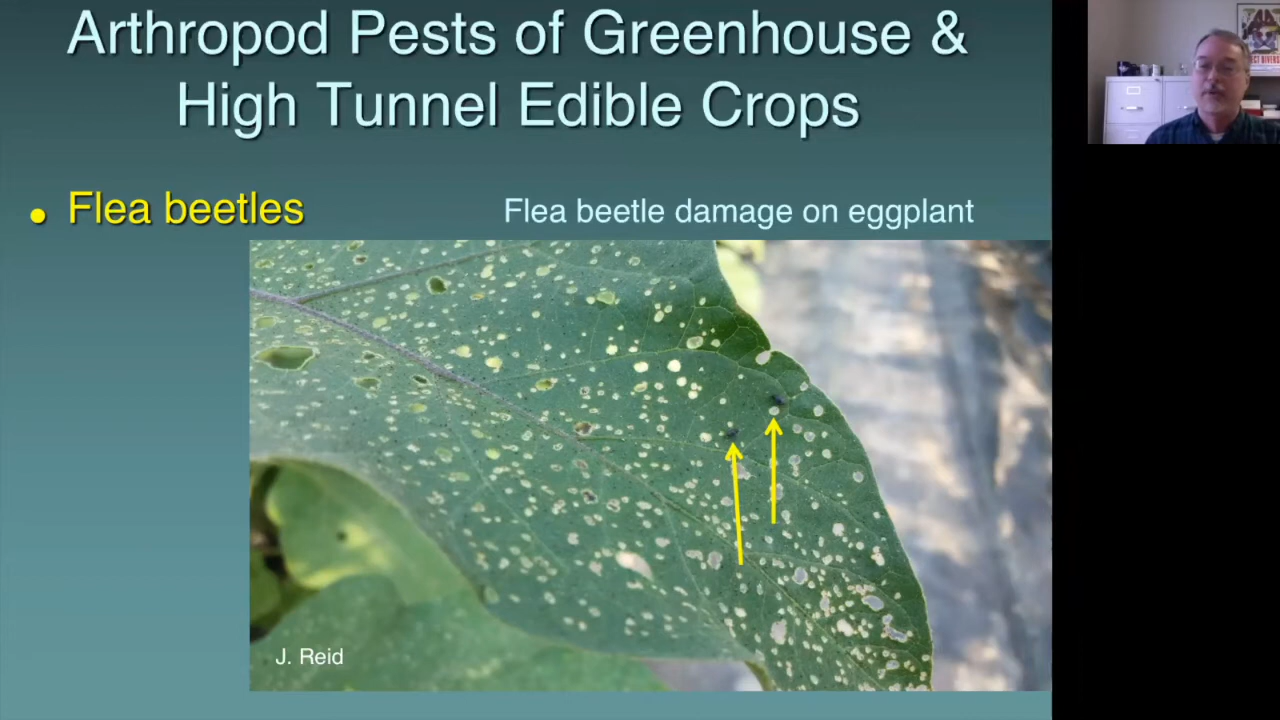 Arthropod Pests of Greenhouse &
High Tunnel Edible Crops
• Flea beetles
Flea beetle damage on eggplant
J. Reid